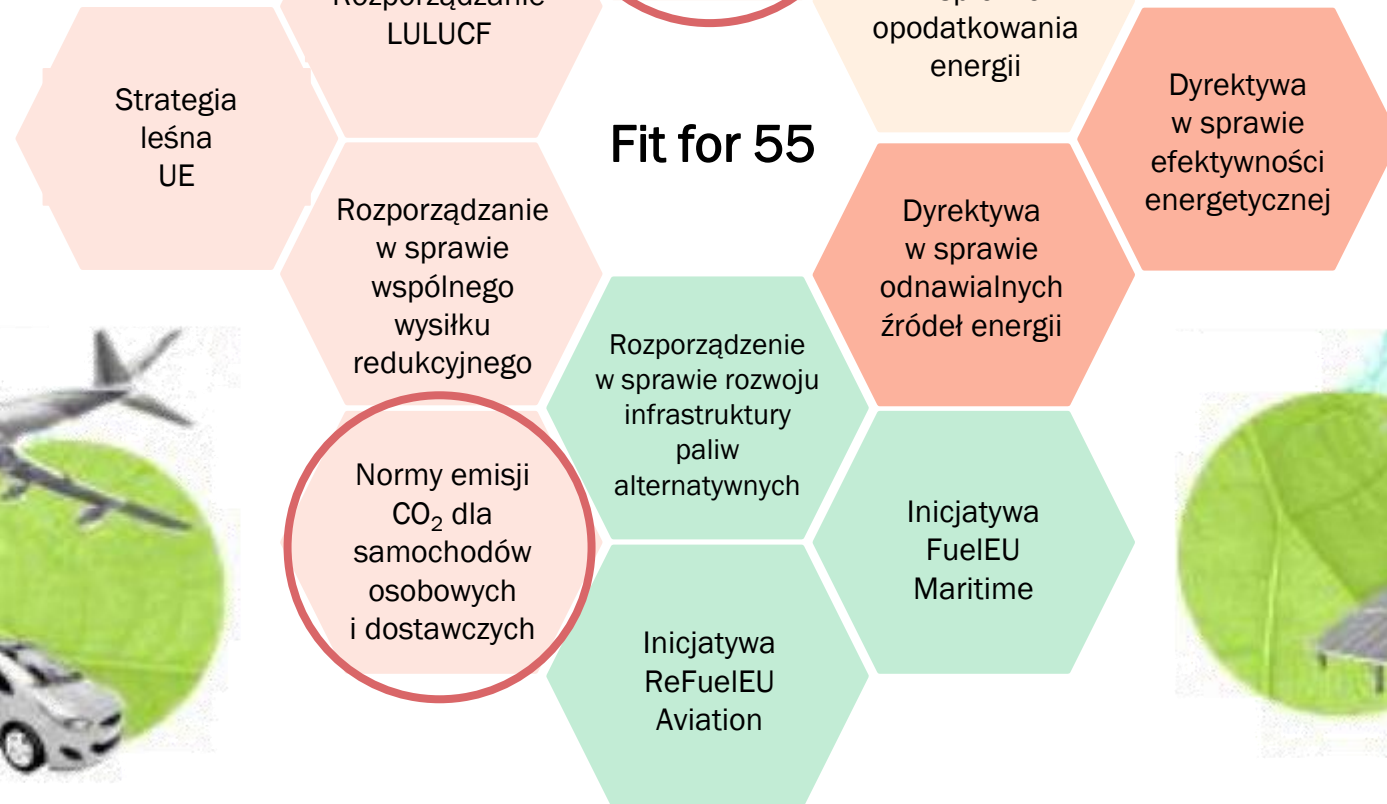 LULUCF
opodatkowania
energii
Strategia
leśna
UE
Fit for 55
Dyrektywa
w sprawie
efektywności
energetycznej
Rozporządzanie
w sprawie
wspólnego
wysiłku
redukcyjnego
Dyrektywa
w sprawie
odnawialnych
źródeł energii
Rozporządzenie
w sprawie rozwoju
infrastruktury
paliw
alternatywnych
Normy emisji
CO₂ dla
samochodów
osobowych
i dostawczych
Inicjatywa
FuelEU
Maritime
Inicjatywa
ReFuelEU
Aviation